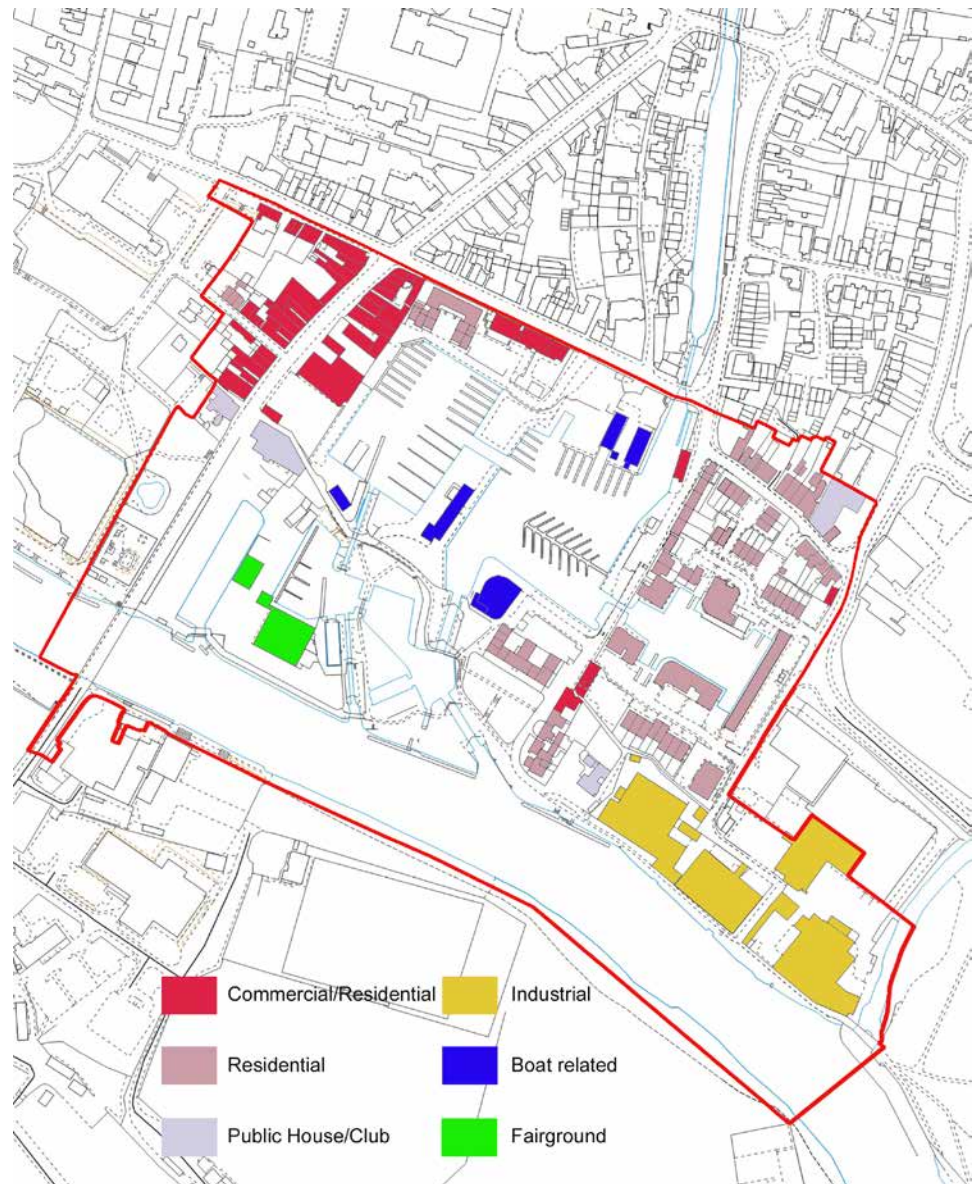 Commercial/Residential
Industrial
Residential
Boat related
Public House/Club
Fairground